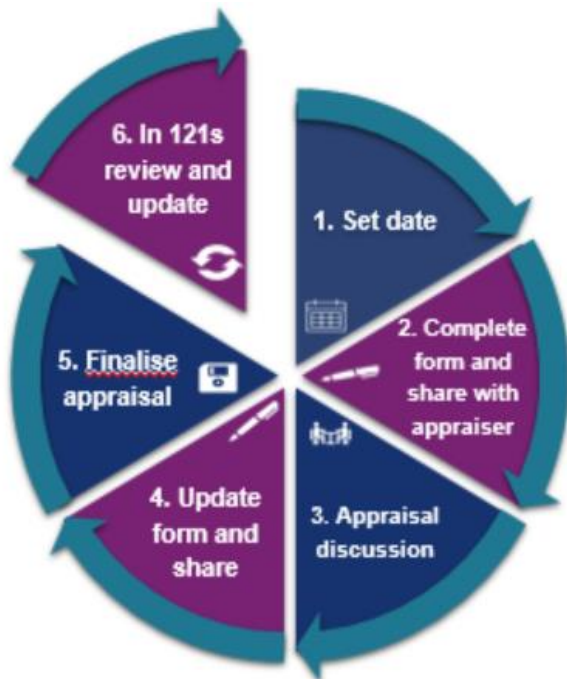 1. Set date
2. Complete
form and
share with
appraiser
3. Appraisal
discussion
4. Update
form and
share
5. Finalise
appraisal
6. In 121s
review and
update